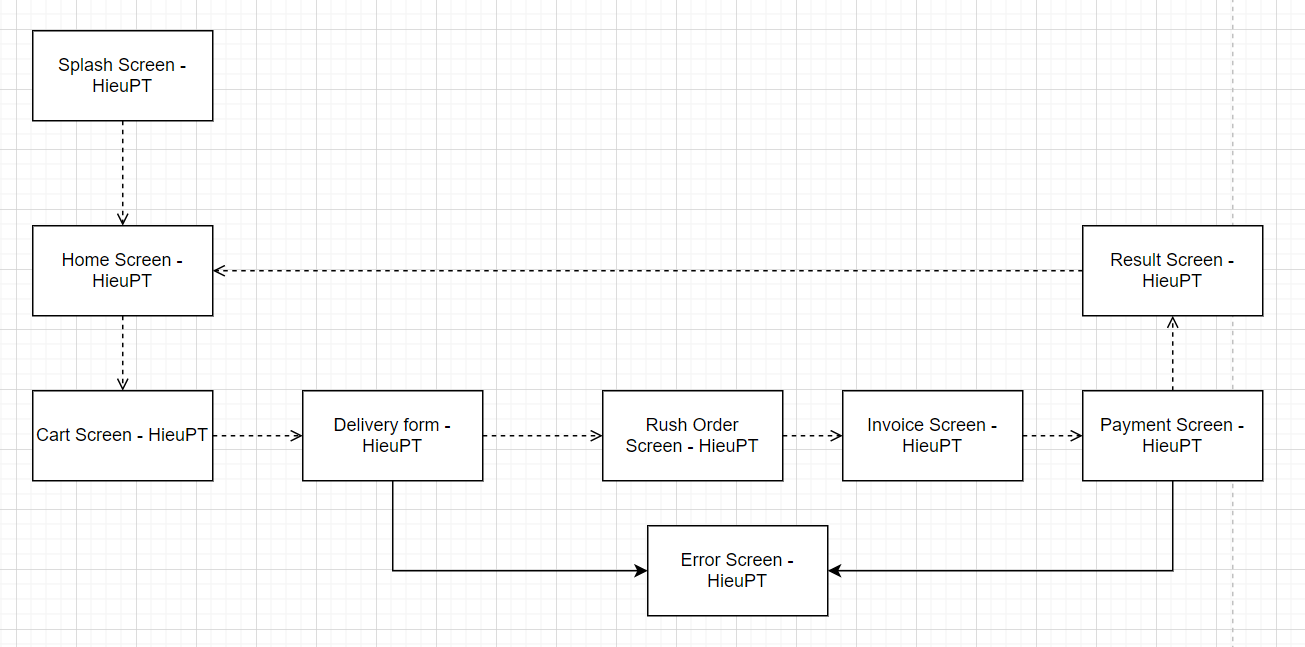 Splash Screen -
HieuPT
Home Screen -
HieuPT
Result Screen -
HieuPT
Cart Screen - HieuPT
Delivery form -
HieuPT
Rush Order
Screen - HieuPT
Invoice Screen -
HieuPT
Payment Screen -
HieuPT
Error Screen -
HieuPT